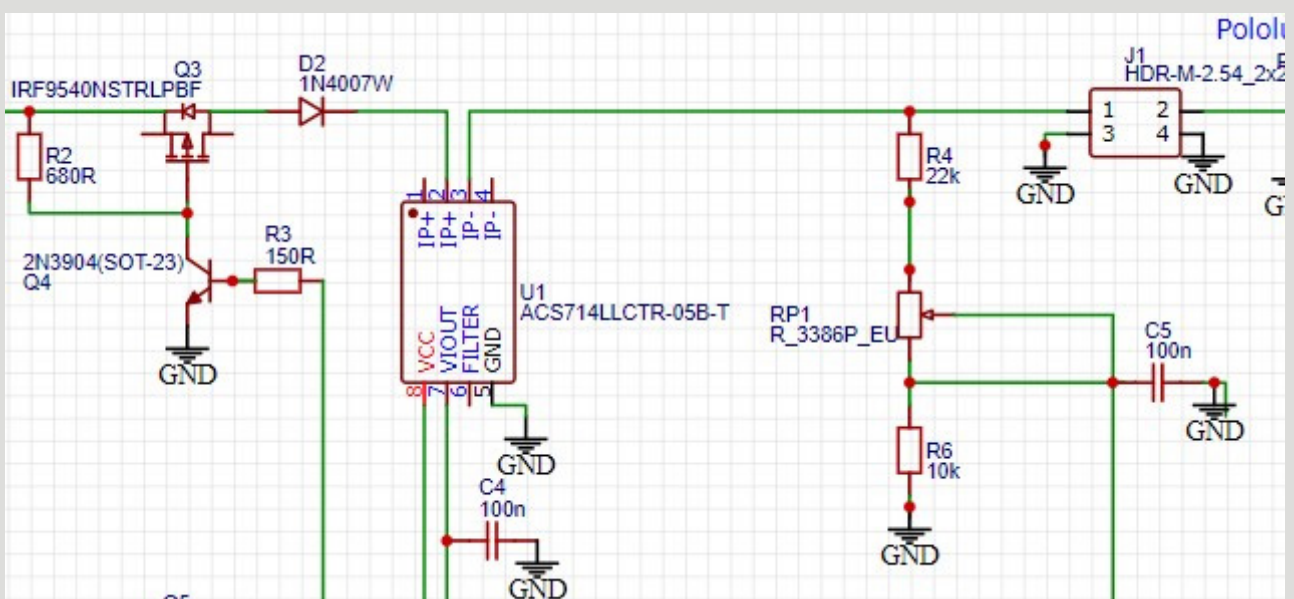 Pololu
J1
HDR-M-2.54_2x2
Q3
IRF9540NSTRLPBF
D2
1N4007W
1
2
3
4
R2
680R
R4
22k
GND
GND
1
2
3
4
IP+
IP+
IP-
IP-
R3
150R
2N3904(SOT-23)
Q4
U1
ACS714LLCTR-05B-T
RP1
R_3386P_EU
C5
100n
VCC
VIOUT
FILTER
GND
8
7
6
5
GND
GND
GND
R6
10k
C4
100n
GND
GND